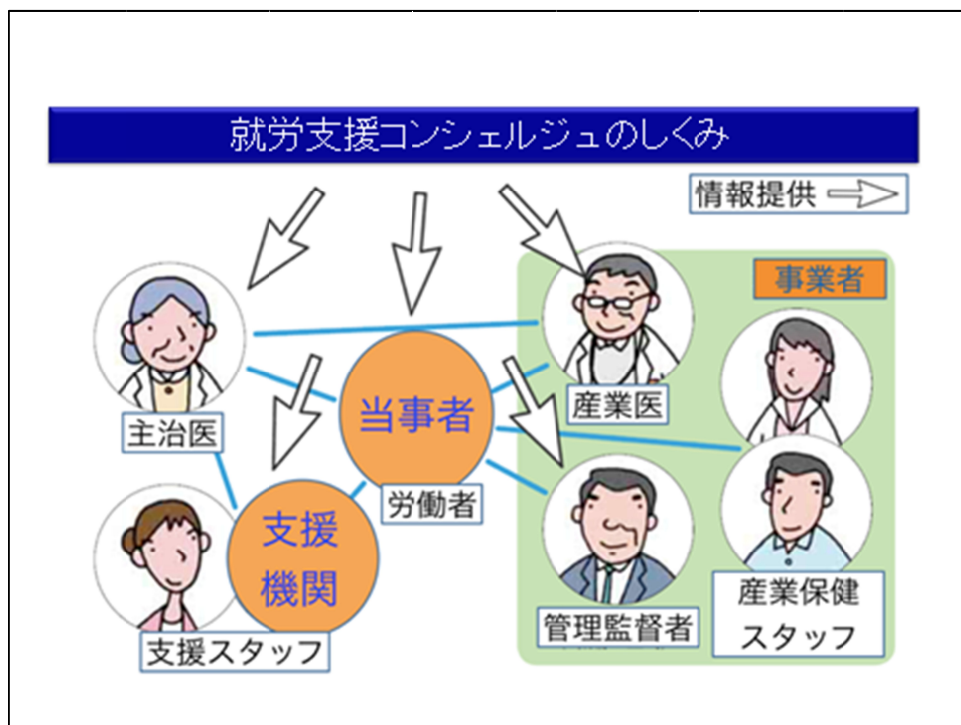 就労支援コンシェルジュのしくみ
情報提供
事業者
主治医
当事者
労働者
産業医
支援
機関
支援スタッフ
管理監督者
産業保健
スタッフ